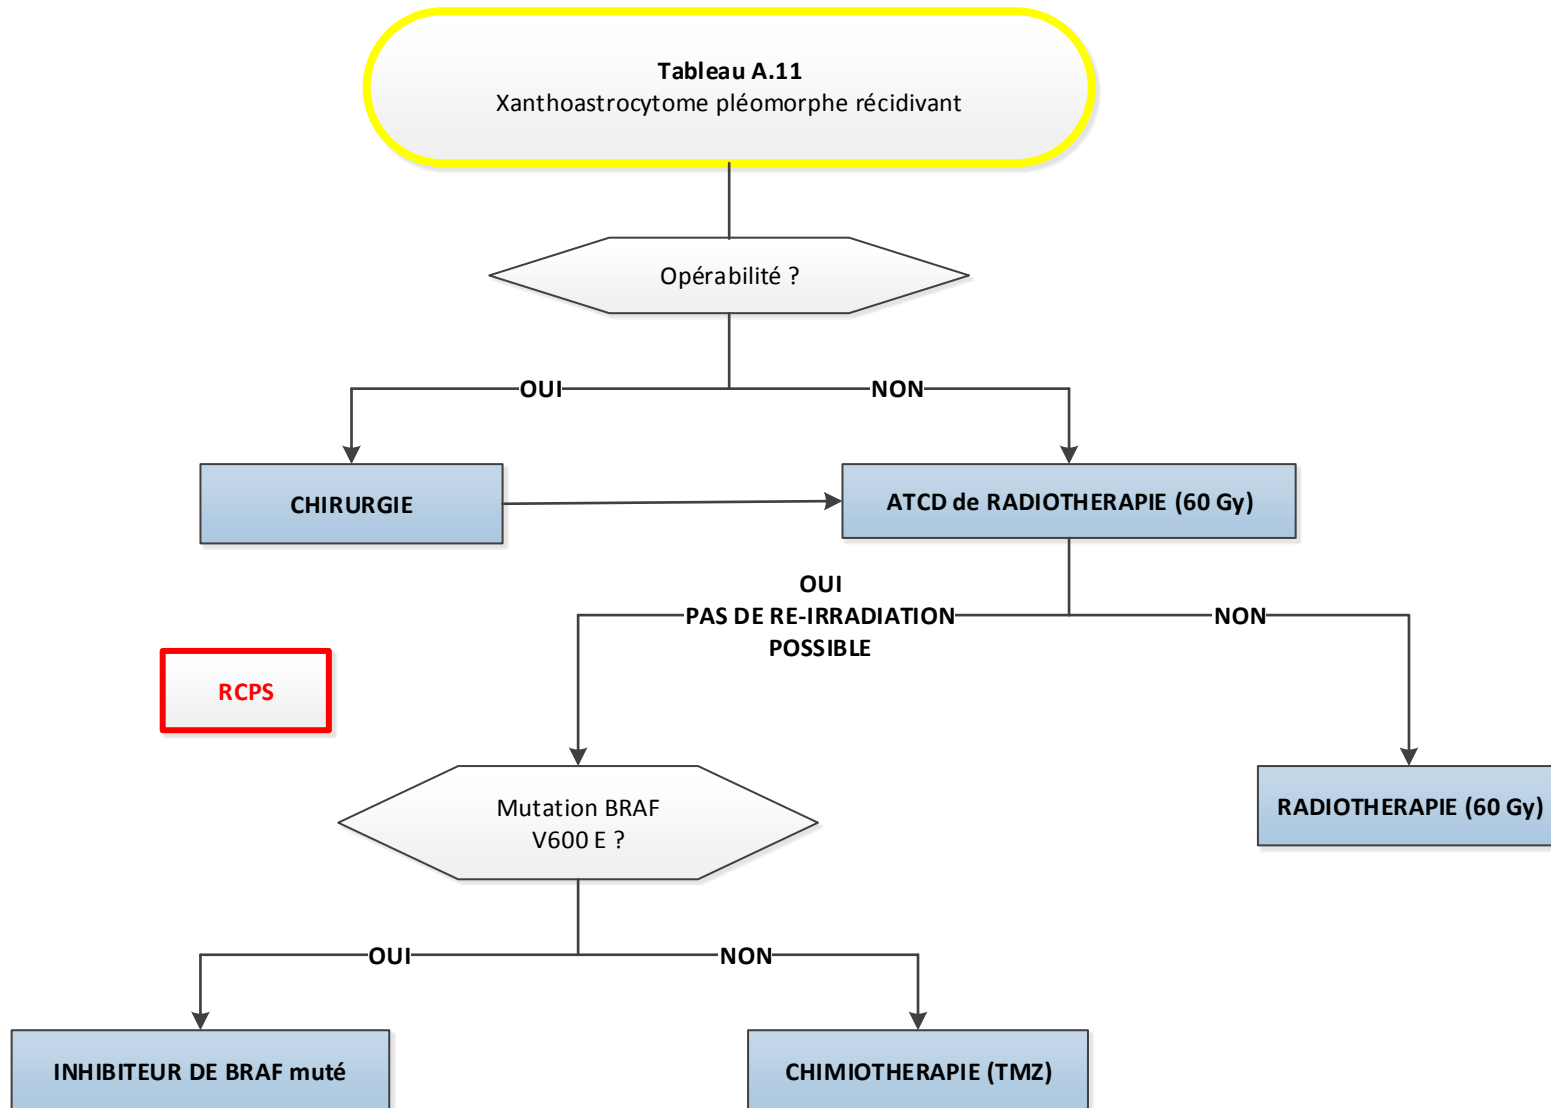 Tableau A.11
Xanthoastrocytome pléomorphe récidivant
Opérabilité ?
OUI
NON
CHIRURGIE
ATCD de RADIOTHERAPIE (60 Gy)
OUI
PAS DE RE-IRRADIATION
POSSIBLE
NON
RCPS
Mutation BRAF
V600 E ?
RADIOTHERAPIE (60 Gy)
OUI
NON
INHIBITEUR DE BRAF muté
CHIMIOTHERAPIE (TMZ)